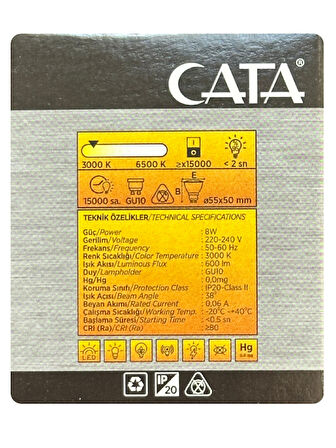 CATA®
3000 K 6500 K ≥x15000 < 2 sn
E
B
15000 sa. GU10 ø55x50 mm
TEKNİK ÖZELİKLER/TECHNICAL SPECIFICATIONS
Güç/Power : 8W
Gerilim/Voltage : 220-240 V
Frekans/Frequency : 50-60 Hz
Renk Sıcaklığı/Color Temperature : 3000 K
Işık Akısı/Luminous Flux : 600 lm
Duy/Lampholder : GU10
Hg/Hg : 0,0mg
Koruma Sınıfı/Protection Class : IP20-Class II
Işık Açısı/Beam Angle : 38°
Beyan Akımı/Rated Current : 0,06 A
Çalışma Sıcaklığı/Working Temp. : -20°C ~+40°C
Başlama Süresi/Starting Time : <0.5 sn
CRI (Ra)/CRI (Ra) : ≥80
LED Hg
IP
20